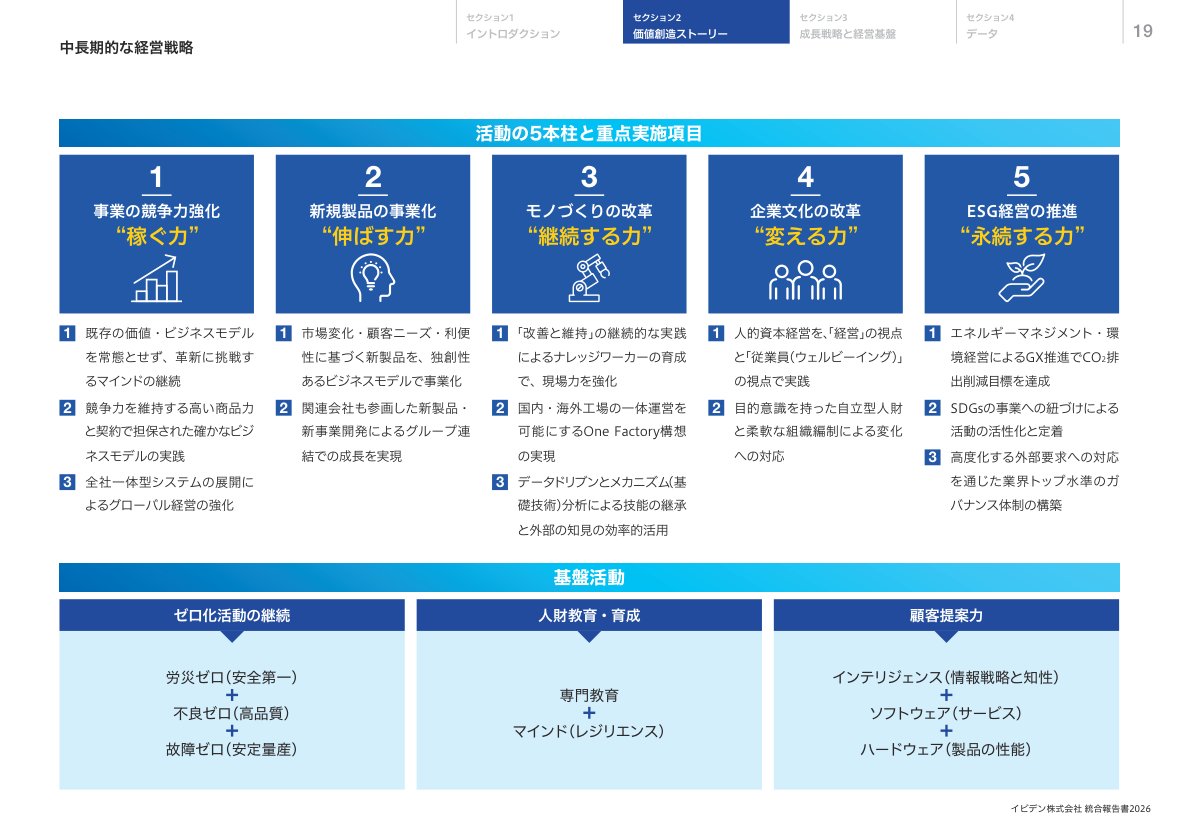 中長期的な経営戦略
セクション1
イントロダクション
セクション2
価値創造ストーリー
セクション3
成長戦略と経営基盤
セクション4
データ
19
活動の5本柱と重点実施項目
1
事業の競争力強化
“稼ぐ力”
1 既存の価値・ビジネスモデル
を常態とせず、革新に挑戦す
るマインドの継続
2 競争力を維持する高い商品力
と契約で担保された確かなビジ
ネスモデルの実践
3 全社一体型システムの展開に
よるグローバル経営の強化
2
新規製品の事業化
“伸ばす力”
1 市場変化・顧客ニーズ・利便
性に基づく新製品を、独創性
あるビジネスモデルで事業化
2 関連会社も参画した新製品・
新事業開発によるグループ連
結での成長を実現
3
モノづくりの改革
“継続する力”
1 「改善と維持」の継続的な実践
によるナレッジワーカーの育成
で、現場力を強化
2 国内・海外工場の一体運営を
可能にするOne Factory構想
の実現
3 データドリブンとメカニズム(基
礎技術)分析による技能の継承
と外部の知見の効率的活用
4
企業文化の改革
“変える力”
1 人的資本経営を、「経営」の視点
と「従業員(ウェルビーイング)」
の視点で実践
2 目的意識を持った自立型人財
と柔軟な組織編制による変化
への対応
5
ESG経営の推進
“永続する力”
1 エネルギーマネジメント・環
境経営によるGX推進でCO₂排
出削減目標を達成
2 SDGsの事業への紐づけによる
活動の活性化と定着
3 高度化する外部要求への対応
を通じた業界トップ水準のガ
バナンス体制の構築
基盤活動
ゼロ化活動の継続
労災ゼロ(安全第一)
+
不良ゼロ(高品質)
+
故障ゼロ(安定量産)
人財教育・育成
専門教育
+
マインド(レジリエンス)
顧客提案力
インテリジェンス(情報戦略と知性)
+
ソフトウェア(サービス)
+
ハードウェア(製品の性能)
イビデン株式会社 統合報告書2026